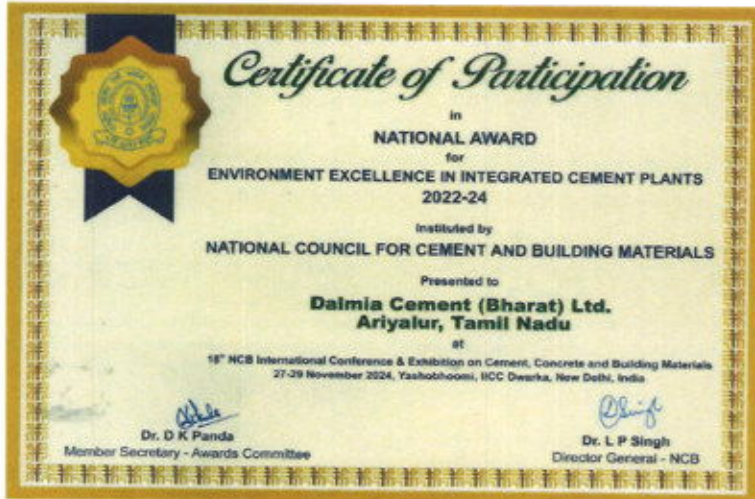 Certificate of Participation
in
NATIONAL AWARD
for
ENVIRONMENT EXCELLENCE IN INTEGRATED CEMENT PLANTS
2022-24
Instituted by
NATIONAL COUNCIL FOR CEMENT AND BUILDING MATERIALS
Presented to
Dalmia Cement (Bharat) Ltd.
Ariyalur, Tamil Nadu
at
18th NCB International Conference & Exhibition on Cement, Concrete and Building Materials
27-29 November 2024, Yashobhoomi, IICC Dwarka, New Delhi, India
Dr. D K Panda
Member Secretary - Awards Committee
Dr. L P Singh
Director General - NCB